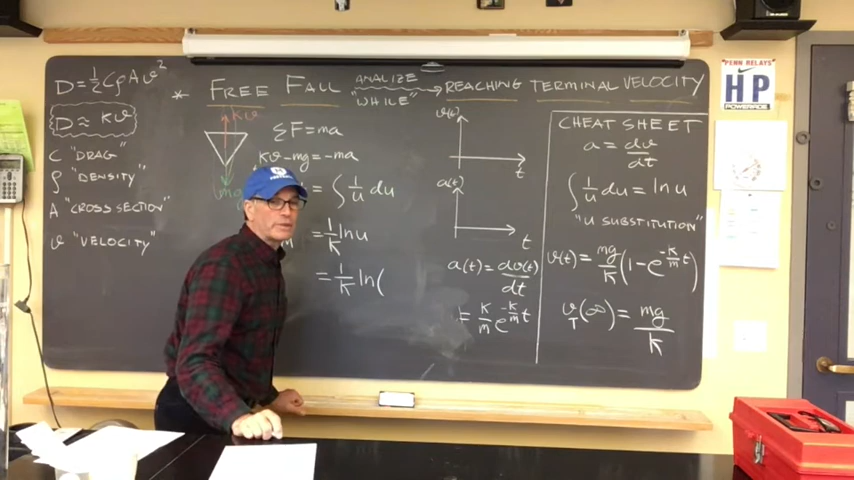 D = ½CρAv²
D ≈ kv
C "DRAG"
ρ "DENSITY"
A "CROSS SECTION"
v "VELOCITY"
* FREE FALL ANALYZE "WHILE" → REACHING TERMINAL VELOCITY
kv
mg
ΣF = ma
kv - mg = -ma
= ∫ 1/u du
m = 1/k ln u
= 1/k ln(
v(t)
t
a(t)
t
a(t) = dv(t)/dt
= k/m e^(-k/m t)
CHEAT SHEET
a = dv/dt
∫ 1/u du = ln u
"U SUBSTITUTION"
v(t) = mg/k (1 - e^(-k/m t))
v_T(∞) = mg/k
PENN RELAYS
HP